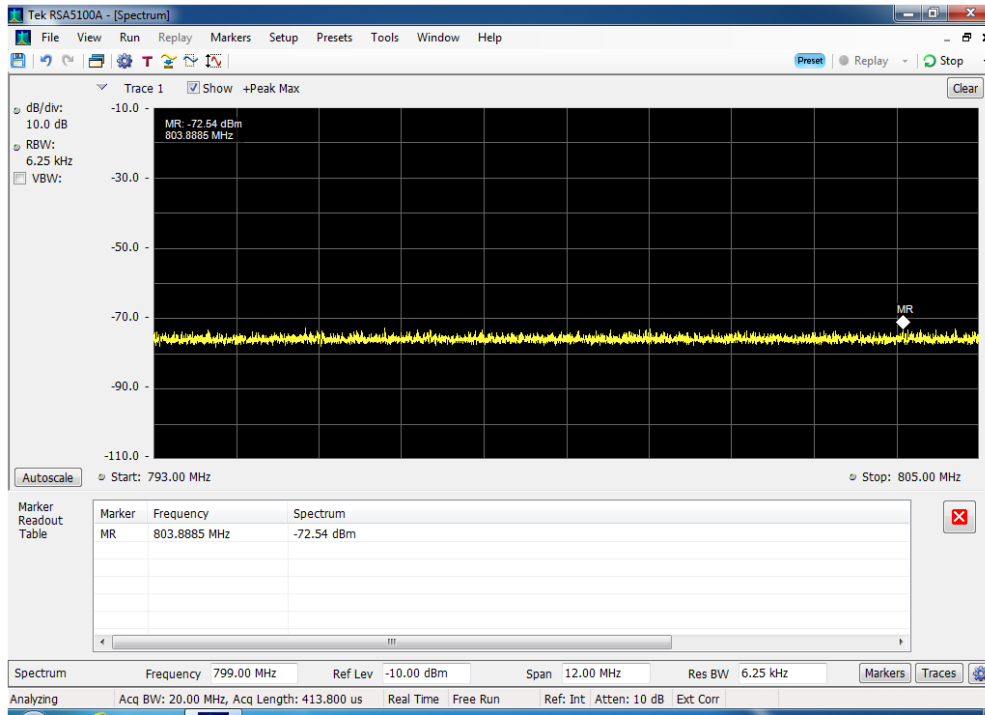 Tek RSA5100A - [Spectrum]
File View Run Replay Markers Setup Presets Tools Window Help
T Preset Replay Stop
Trace 1 Show +Peak Max Clear
dB/div:
10.0 dB
RBW:
6.25 kHz
VBW:
-10.0
-30.0
-50.0
-70.0
-90.0
-110.0
MR: -72.54 dBm
803.8885 MHz
MR
Autoscale Start: 793.00 MHz Stop: 805.00 MHz
Marker
Readout
Table
Marker Frequency Spectrum
MR 803.8885 MHz -72.54 dBm
Spectrum Frequency 799.00 MHz Ref Lev -10.00 dBm Span 12.00 MHz Res BW 6.25 kHz Markers Traces
Analyzing Acq BW: 20.00 MHz, Acq Length: 413.800 us Real Time Free Run Ref: Int Atten: 10 dB Ext Corr